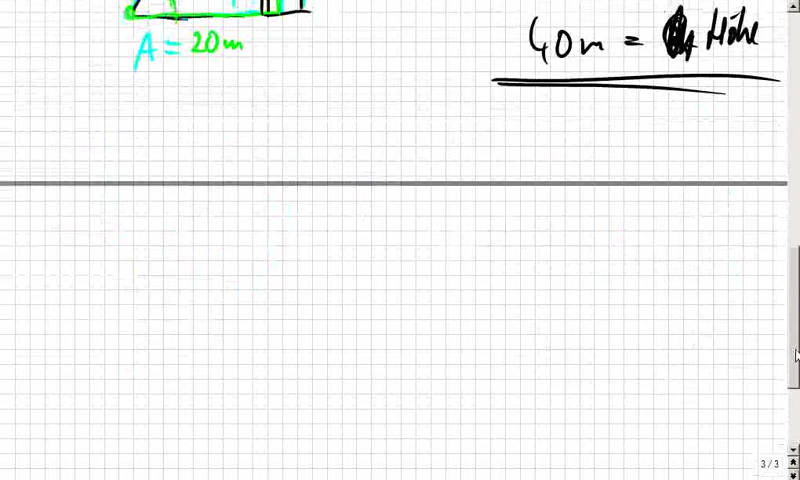 40m = Höhe
A = 20m
3/3